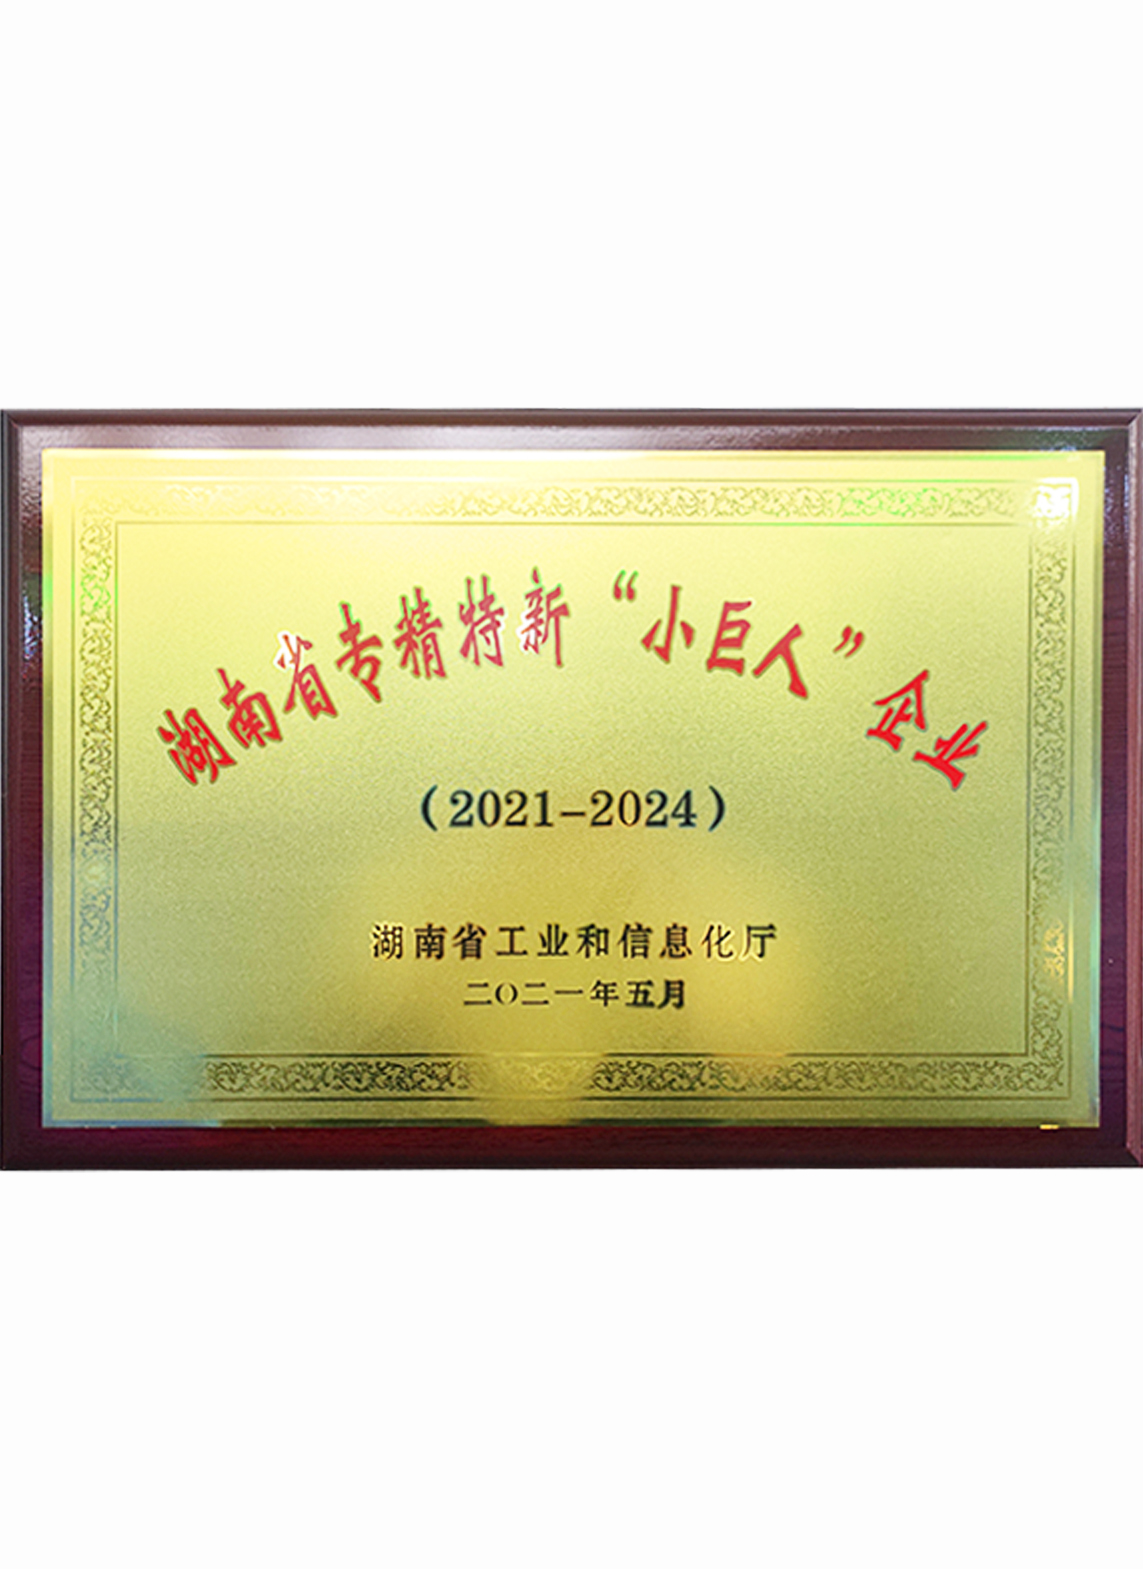 湖南省专精特新“小巨人”企业
（2021-2024）
湖南省工业和信息化厅
二〇二一年五月